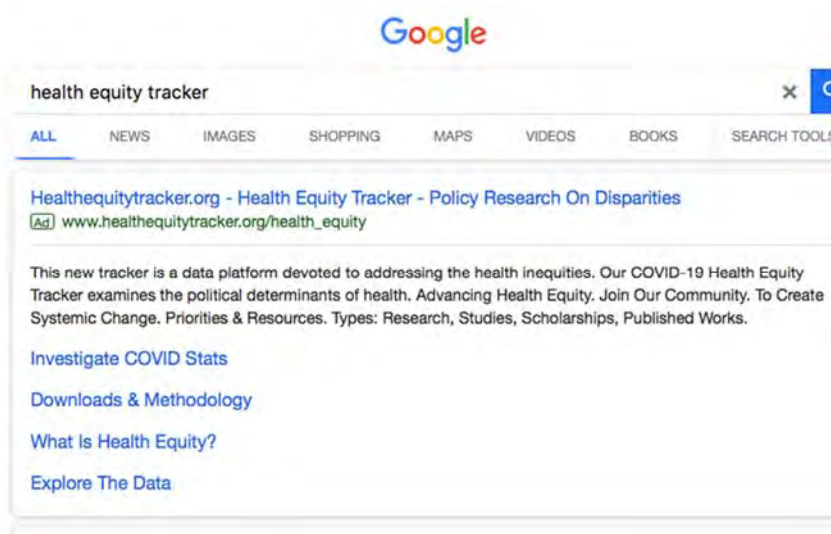 Google
health equity tracker
ALL NEWS IMAGES SHOPPING MAPS VIDEOS BOOKS SEARCH TOOLS
Healthequitytracker.org - Health Equity Tracker - Policy Research On Disparities
Ad www.healthequitytracker.org/health_equity
This new tracker is a data platform devoted to addressing the health inequities. Our COVID-19 Health Equity
Tracker examines the political determinants of health. Advancing Health Equity. Join Our Community. To Create
Systemic Change. Priorities & Resources. Types: Research, Studies, Scholarships, Published Works.
Investigate COVID Stats
Downloads & Methodology
What Is Health Equity?
Explore The Data